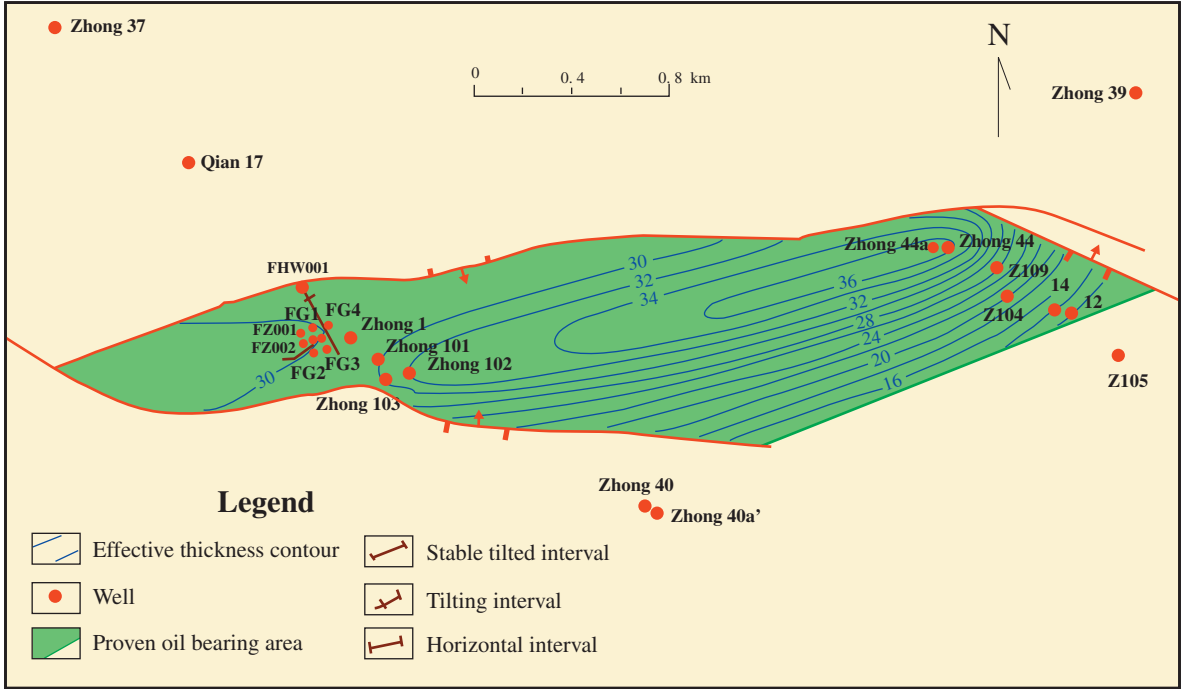 Zhong 37
0
0. 4
0. 8 km
N
Zhong 39
Qian 17
Zhong 44a
Zhong 44
30
32
34
36
32
28
24
20
16
Z109
14
12
Z104
Z105
FHW001
FG1
FG4
FZ001
FZ002
Zhong 1
Zhong 101
Zhong 102
FG3
FG2
30
Zhong 103
Zhong 40
Zhong 40a’
Legend
Effective thickness contour
Stable tilted interval
Well
Tilting interval
Proven oil bearing area
Horizontal interval